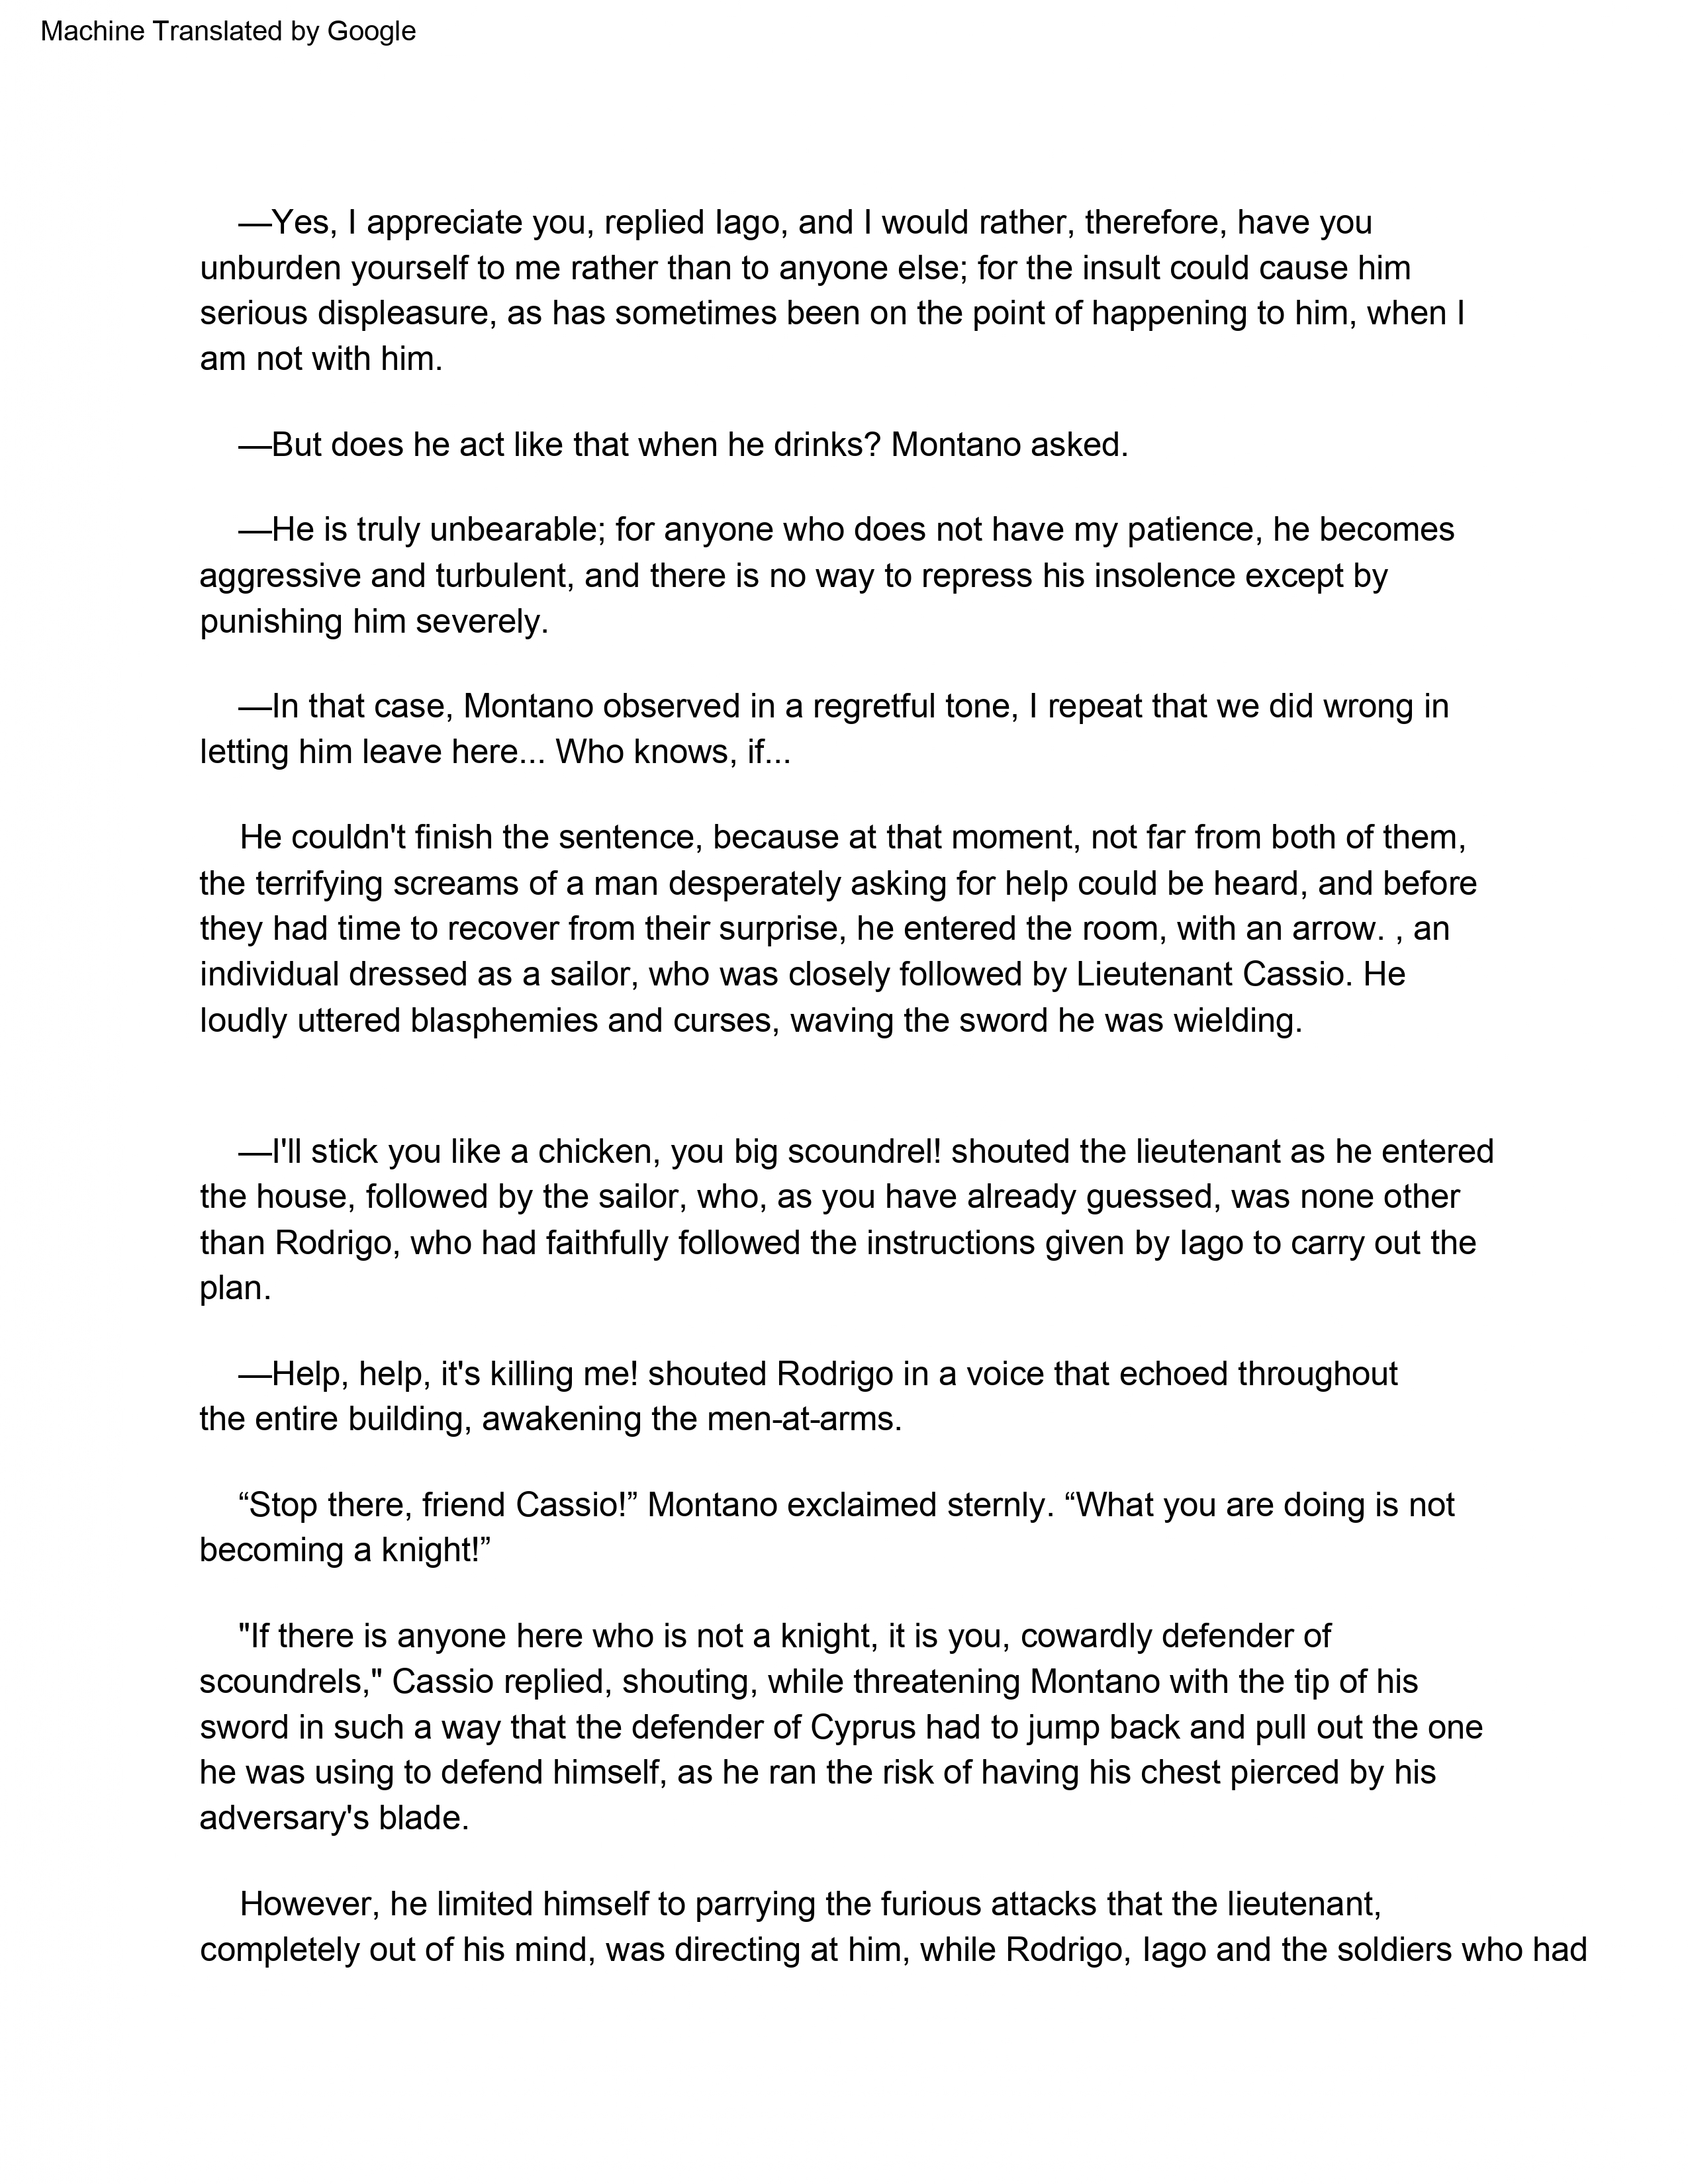 Machine Translated by Google
—Yes, I appreciate you, replied Iago, and I would rather, therefore, have you
unburden yourself to me rather than to anyone else; for the insult could cause him
serious displeasure, as has sometimes been on the point of happening to him, when I
am not with him.
—But does he act like that when he drinks? Montano asked.
—He is truly unbearable; for anyone who does not have my patience, he becomes
aggressive and turbulent, and there is no way to repress his insolence except by
punishing him severely.
—In that case, Montano observed in a regretful tone, I repeat that we did wrong in
letting him leave here... Who knows, if...
He couldn't finish the sentence, because at that moment, not far from both of them,
the terrifying screams of a man desperately asking for help could be heard, and before
they had time to recover from their surprise, he entered the room, with an arrow. , an
individual dressed as a sailor, who was closely followed by Lieutenant Cassio. He
loudly uttered blasphemies and curses, waving the sword he was wielding.
—I'll stick you like a chicken, you big scoundrel! shouted the lieutenant as he entered
the house, followed by the sailor, who, as you have already guessed, was none other
than Rodrigo, who had faithfully followed the instructions given by Iago to carry out the
plan.
—Help, help, it's killing me! shouted Rodrigo in a voice that echoed throughout
the entire building, awakening the men-at-arms.
“Stop there, friend Cassio!” Montano exclaimed sternly. “What you are doing is not
becoming a knight!”
"If there is anyone here who is not a knight, it is you, cowardly defender of
scoundrels," Cassio replied, shouting, while threatening Montano with the tip of his
sword in such a way that the defender of Cyprus had to jump back and pull out the one
he was using to defend himself, as he ran the risk of having his chest pierced by his
adversary's blade.
However, he limited himself to parrying the furious attacks that the lieutenant,
completely out of his mind, was directing at him, while Rodrigo, Iago and the soldiers who had